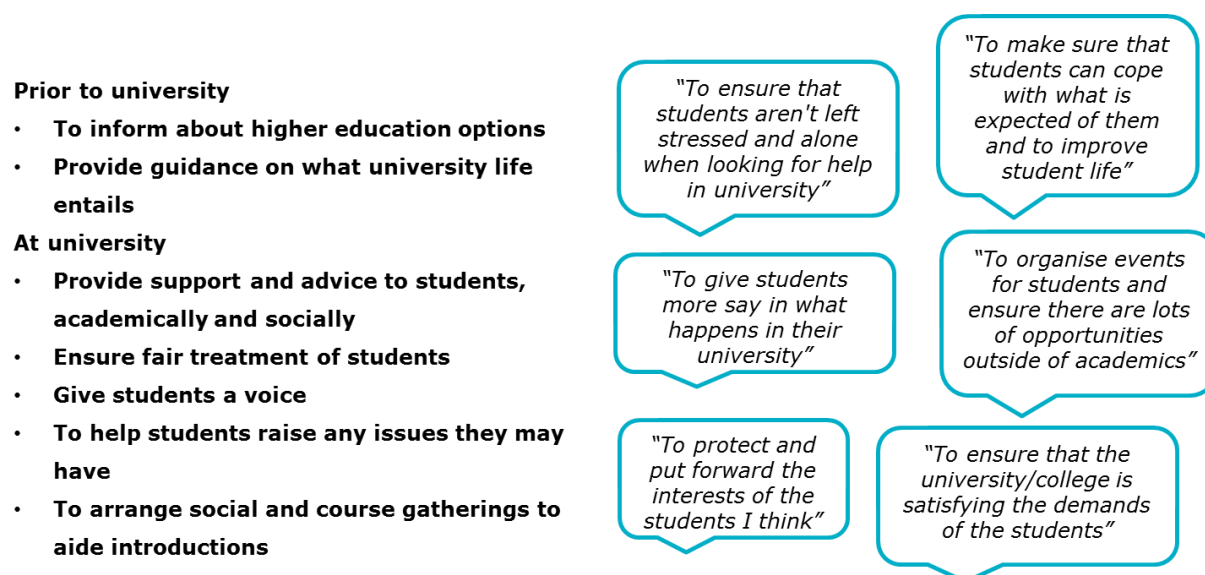 Prior to university
• To inform about higher education options
• Provide guidance on what university life
entails
At university
• Provide support and advice to students,
academically and socially
• Ensure fair treatment of students
• Give students a voice
• To help students raise any issues they may
have
• To arrange social and course gatherings to
aide introductions
“To ensure that
students aren't left
stressed and alone
when looking for help
in university”
“To make sure that
students can cope
with what is
expected of them
and to improve
student life”
“To give students
more say in what
happens in their
university”
“To organise events
for students and
ensure there are lots
of opportunities
outside of academics”
“To protect and
put forward the
interests of the
students I think”
“To ensure that the
university/college is
satisfying the demands
of the students”